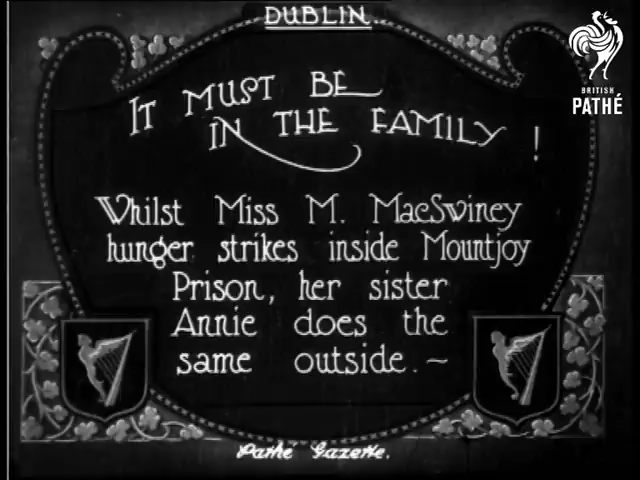 DUBLIN.
BRITISH
PATHÉ
IT MUST BE
IN THE FAMILY!
Whilst Miss M. MacSwiney
hunger strikes inside Mountjoy
Prison, her sister
Annie does the
same outside. ~
Pathé Gazette.